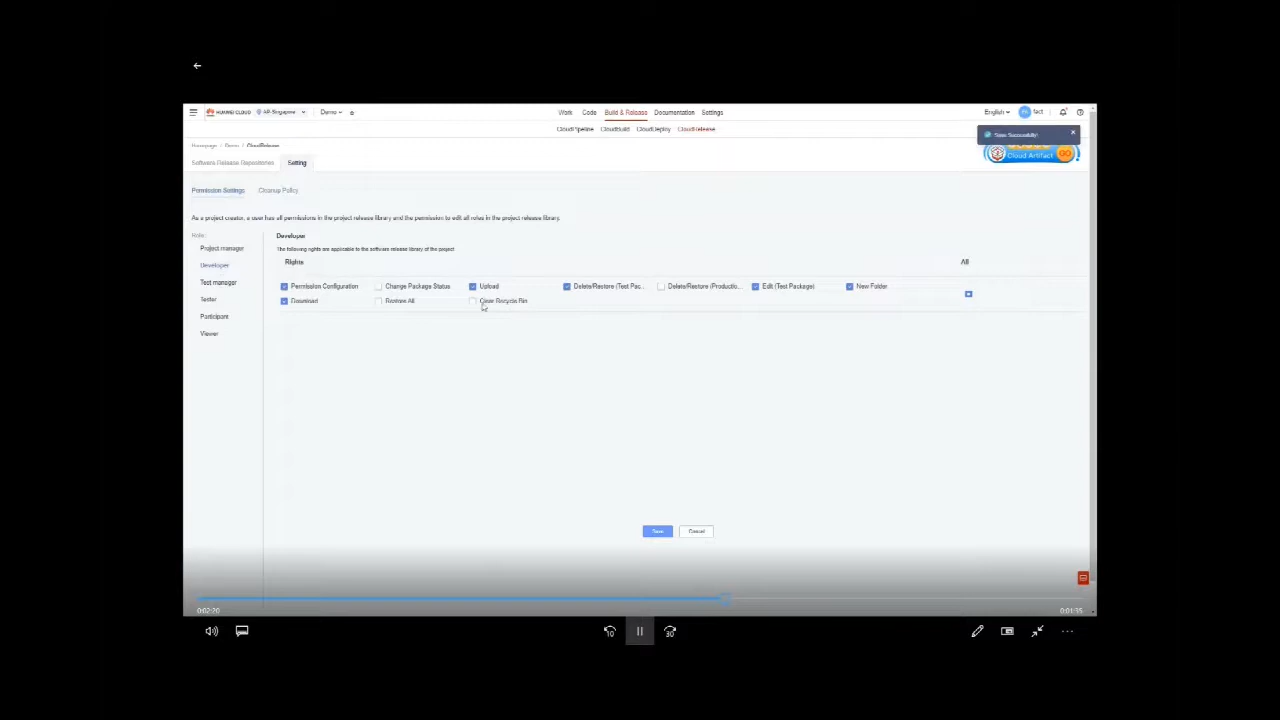 HUAWEI CLOUD AP-Singapore Demo Work Code Build & Release Documentation Settings English
CloudPipeline CloudBuild CloudDeploy CloudRelease
Save Successfully!
Homepage Demo CloudRelease
Cloud Artifact GO
Software Release Repositories Setting
Permission Settings Cleanup Policy
As a project creator, a user has all permissions in the project release library and the permission to edit all roles in the project release library.
Role Developer
Project manager The following rights are applicable to the software release library of the project
Rights All
Developer
Test manager Permission Configuration Change Package Status Upload Delete/Restore (Test Pac... Delete/Restore (Productio... Edit (Test Package) New Folder
Tester Download Restore All Clear Recycle Bin
Participant
Viewer
Save Cancel
0:02:20 0:01:35
10 30